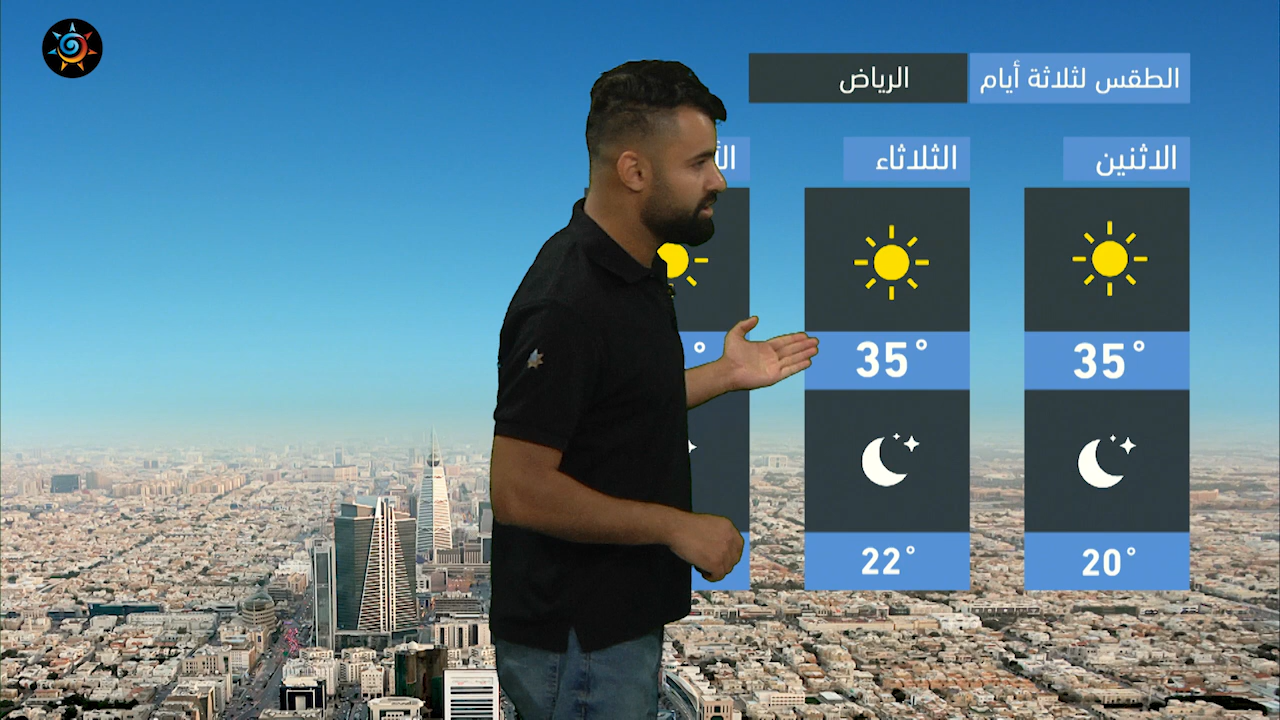 الطقس لثلاثة أيام
الرياض
الاثنين
الثلاثاء
35°
35°
20°
22°